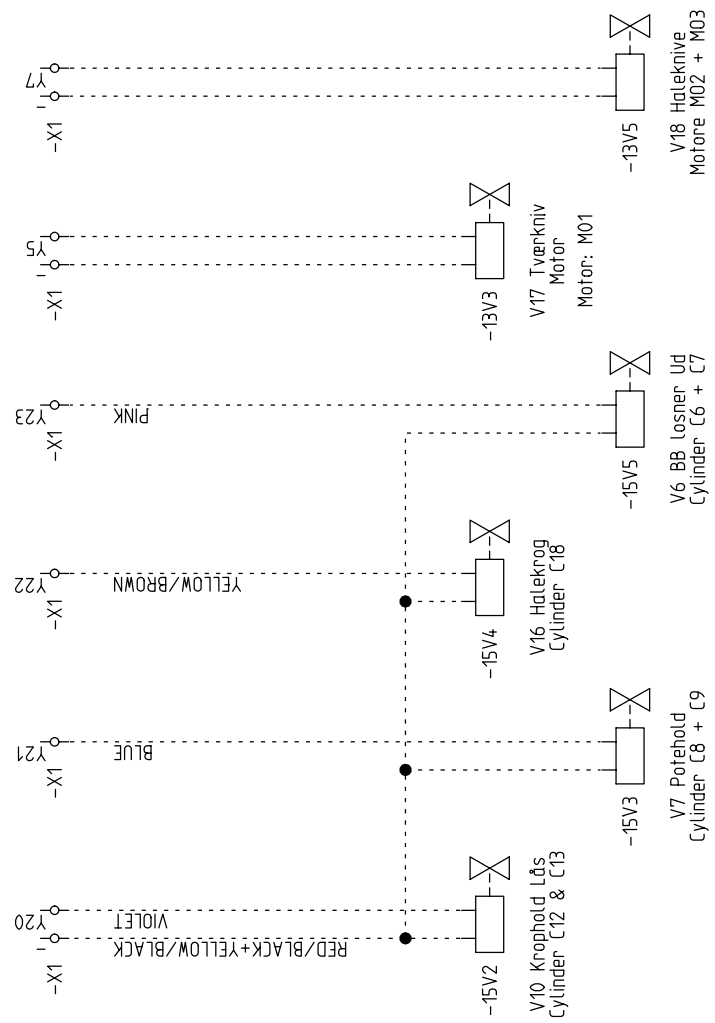 Y7
-
-X1
-13V5
V18 Haleknive
Motore M02 + M03
Y5
-
-X1
-13V3
V17 Tværkniv
Motor
Motor: M01
Y23
-X1
PINK
-15V5
V6 BB losner Ud
Cylinder C6 + C7
Y22
-X1
YELLOW/BROWN
-15V4
V16 Halekrog
Cylinder C18
Y21
-X1
BLUE
-15V3
V7 Potehold
Cylinder C8 + C9
Y20
-
-X1
VIOLET
RED/BLACK+YELLOW/BLACK
-15V2
V10 Krophold Lås
Cylinder C12 & C13